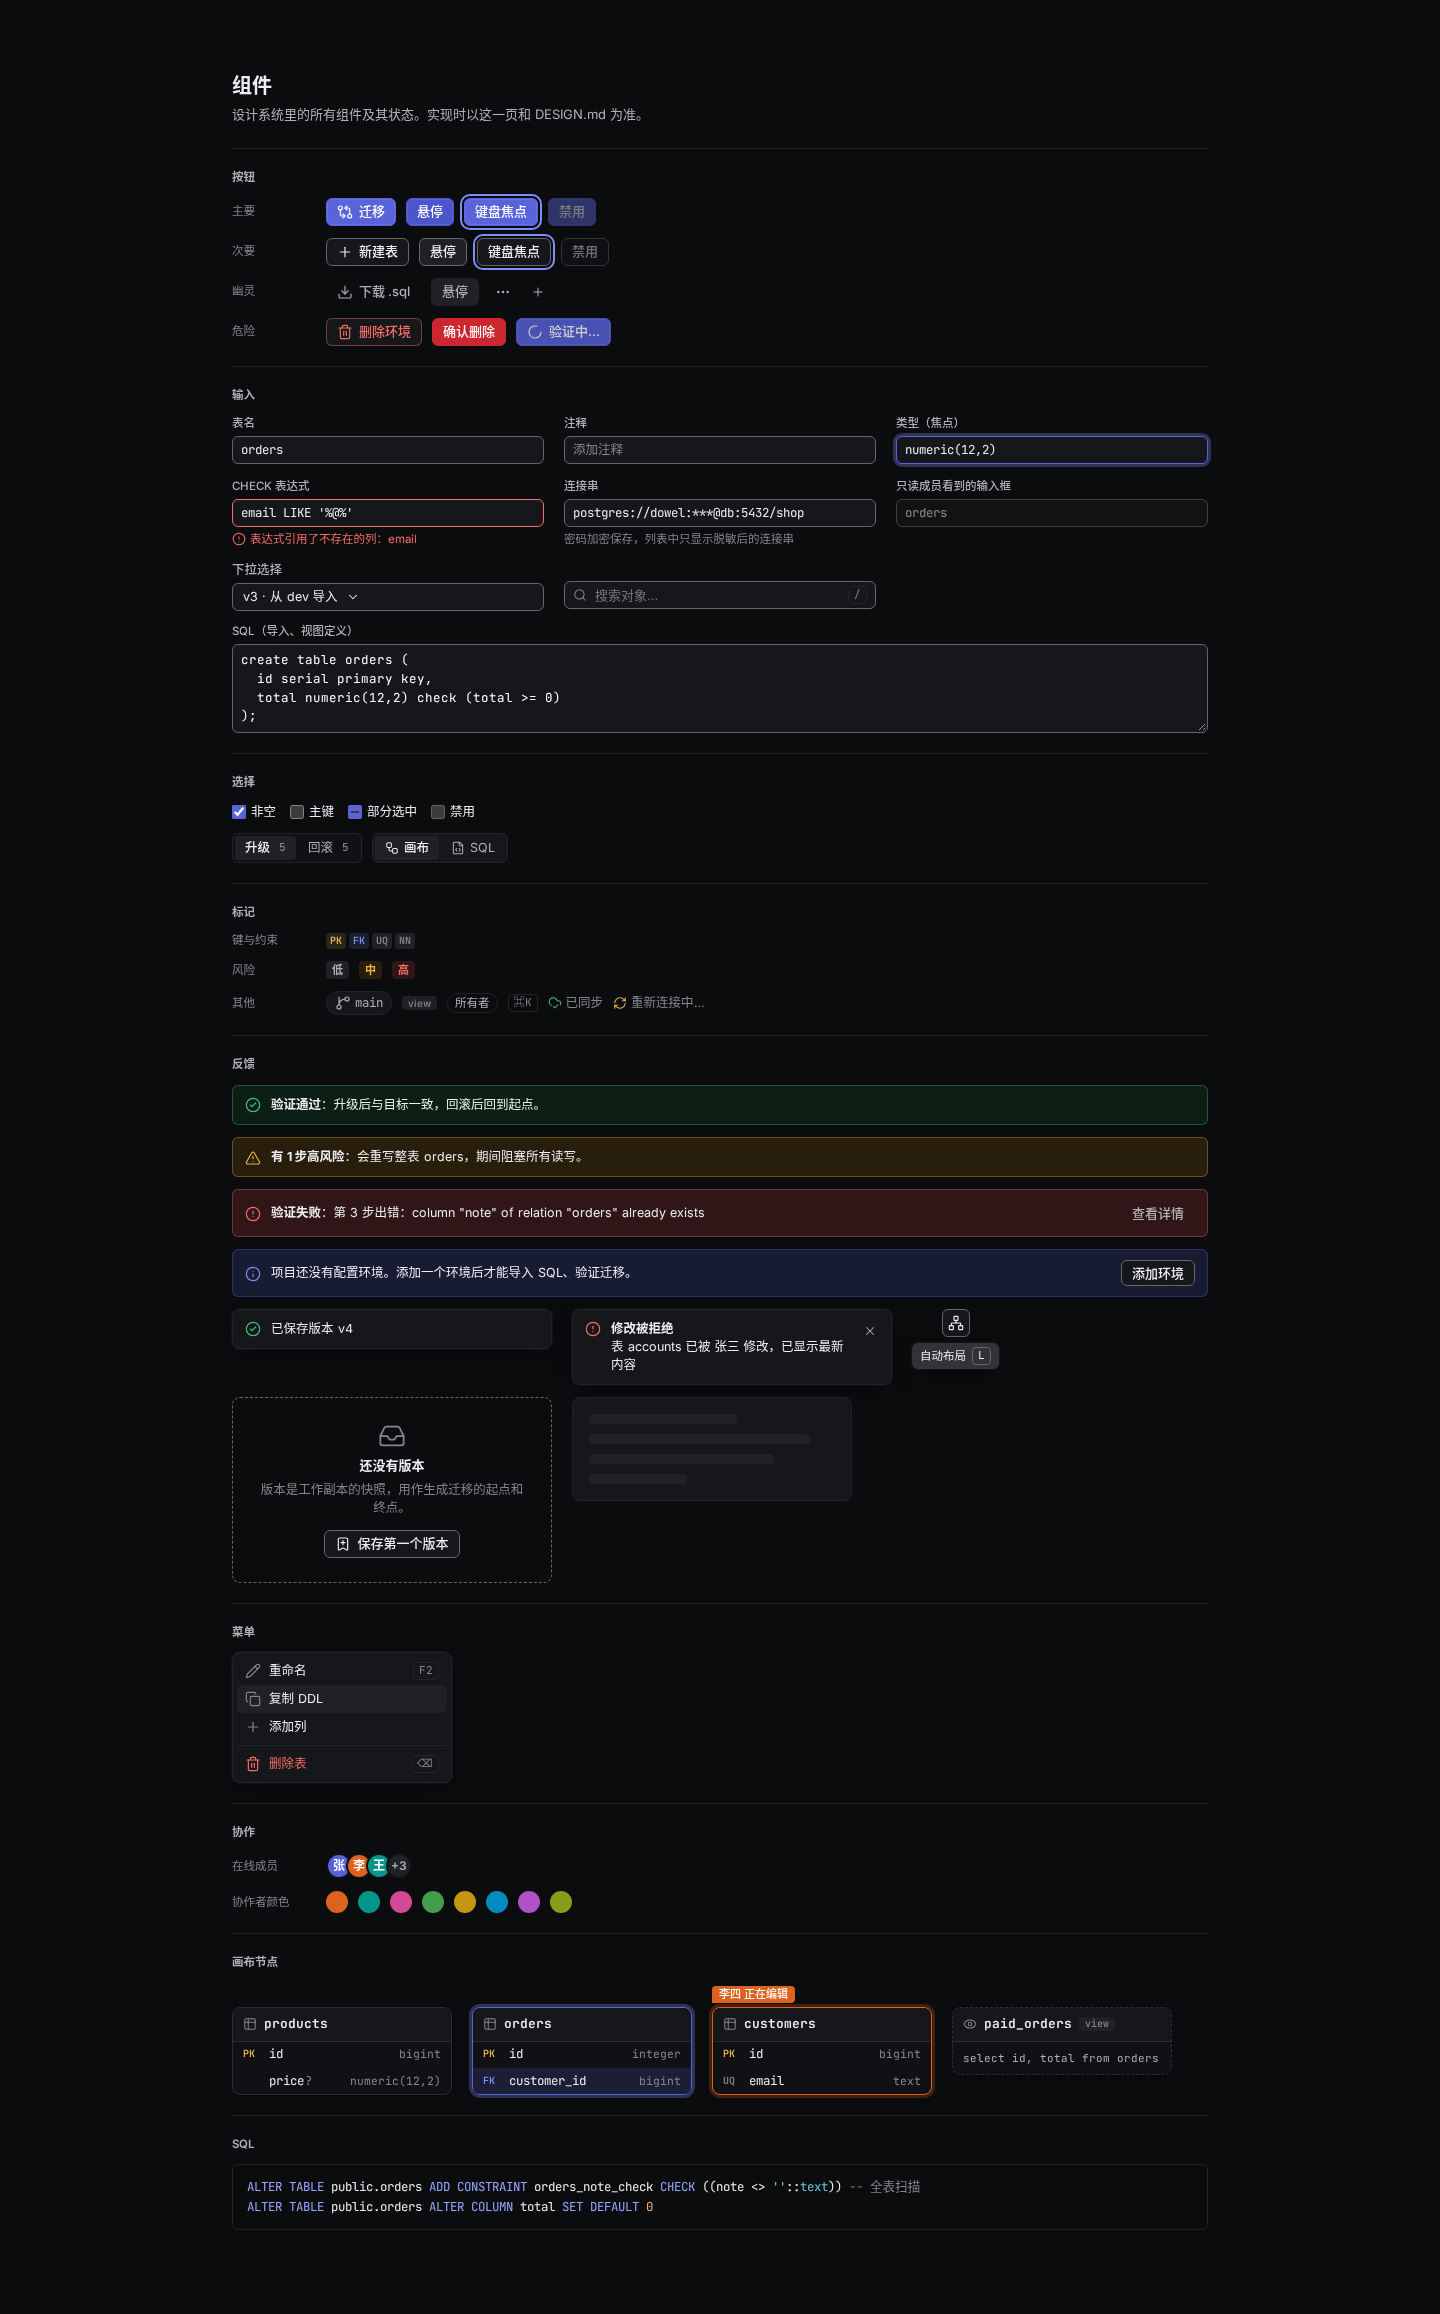 组件
设计系统里的所有组件及其状态。实现时以这一页和 DESIGN.md 为准。
按钮
主要 迁移 悬停 键盘焦点 禁用
次要 新建表 悬停 键盘焦点 禁用
幽灵 下载 .sql 悬停
危险 删除环境 确认删除 验证中...
输入
表名 注释 类型（焦点）
orders 添加注释 numeric(12,2)
CHECK 表达式 连接串 只读成员看到的输入框
email LIKE '%@%' postgres://dowel:***@db:5432/shop orders
表达式引用了不存在的列：email 密码加密保存，列表中只显示脱敏后的连接串
下拉选择
v3 · 从 dev 导入 搜索对象... /
SQL（导入、视图定义）
create table orders (
id serial primary key,
total numeric(12,2) check (total >= 0)
);
选择
非空 主键 部分选中 禁用
升级 5 回滚 5 画布 SQL
标记
键与约束 PK FK UQ NN
风险 低 中 高
其他 main view 所有者 ⌘K 已同步 重新连接中...
反馈
验证通过：升级后与目标一致，回滚后回到起点。
有 1 步高风险：会重写整表 orders，期间阻塞所有读写。
验证失败：第 3 步出错：column "note" of relation "orders" already exists 查看详情
项目还没有配置环境。添加一个环境后才能导入 SQL、验证迁移。 添加环境
已保存版本 v4
修改被拒绝
表 accounts 已被 张三 修改，已显示最新
内容
自动布局 L
还没有版本
版本是工作副本的快照，用作生成迁移的起点和
终点。
保存第一个版本
菜单
重命名 F2
复制 DDL
添加列
删除表 ⌫
协作
在线成员 张 李 王 +3
协作者颜色
画布节点
李四 正在编辑
products orders customers paid_orders view
PK id bigint PK id integer PK id bigint select id, total from orders
price? numeric(12,2) FK customer_id bigint UQ email text
SQL
ALTER TABLE public.orders ADD CONSTRAINT orders_note_check CHECK ((note <> ''::text)) -- 全表扫描
ALTER TABLE public.orders ALTER COLUMN total SET DEFAULT 0